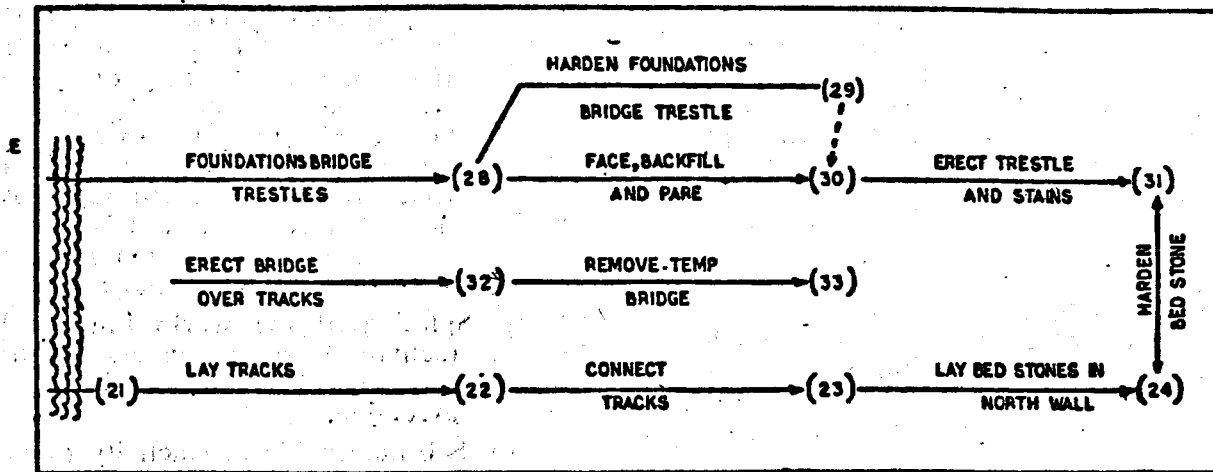 HARDEN FOUNDATIONS
(29)
BRIDGE TRESTLE
E
FOUNDATIONS BRIDGE
TRESTLES
(28)
FACE, BACKFILL
AND PARE
(30)
ERECT TRESTLE
AND STAINS
(31)
ERECT BRIDGE
OVER TRACKS
(32)
REMOVE-TEMP
BRIDGE
(33)
MARDEN
BED STONE
(21)
LAY TRACKS
(22)
CONNECT
TRACKS
(23)
LAY BED STONES IN
NORTH WALL
(24)